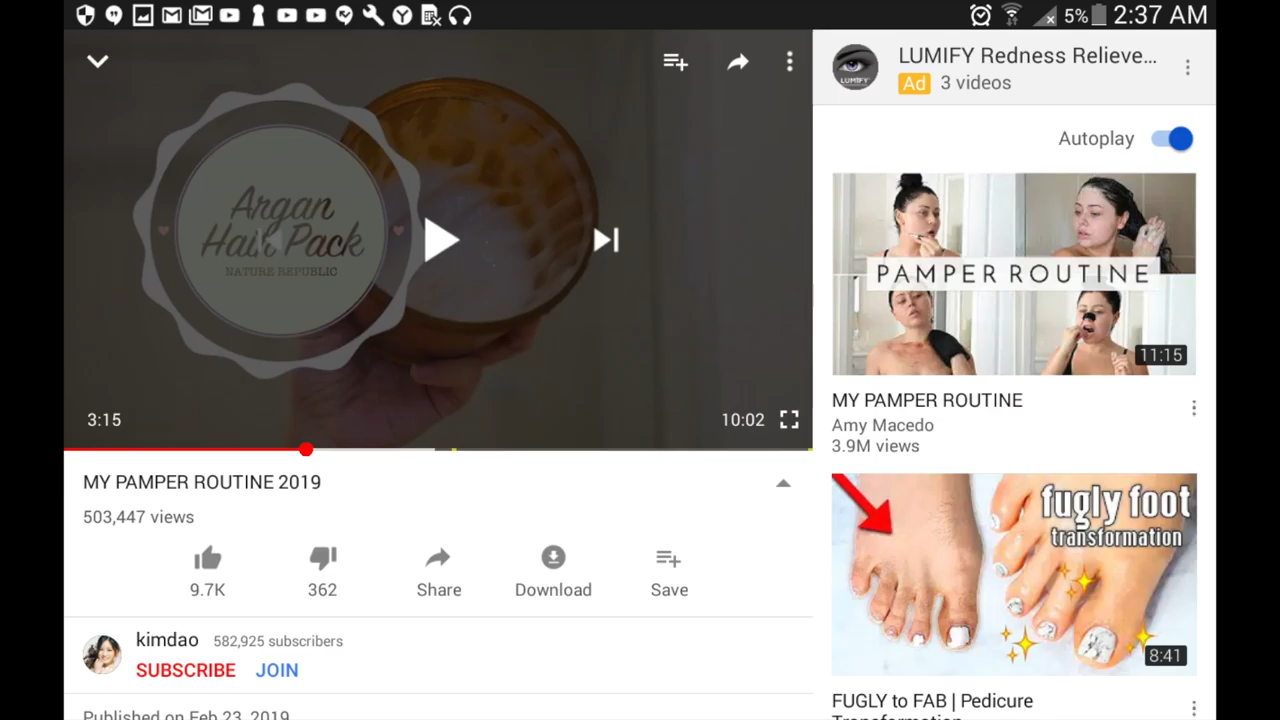 5%
2:37 AM
Argan
Hair Pack
NATURE REPUBLIC
3:15
10:02
MY PAMPER ROUTINE 2019
503,447 views
9.7K
362
Share
Download
Save
kimdao 582,925 subscribers
SUBSCRIBE JOIN
Published on Feb 23, 2019
LUMIFY
LUMIFY Redness Relieve...
Ad 3 videos
Autoplay
PAMPER ROUTINE
11:15
MY PAMPER ROUTINE
Amy Macedo
3.9M views
fugly foot
transformation
8:41
FUGLY to FAB | Pedicure
Transformation